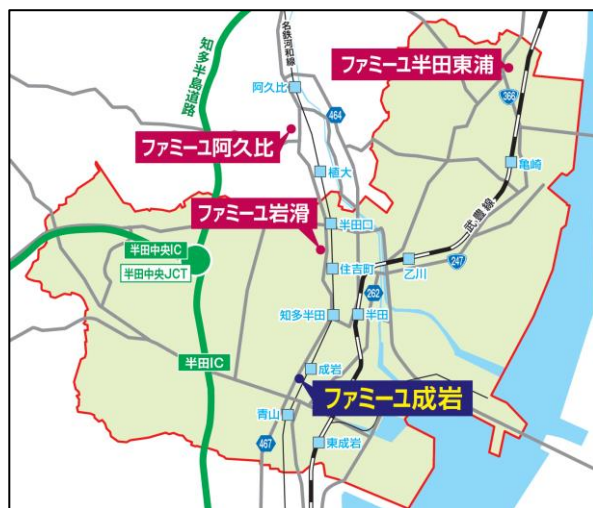 名鉄河和線
知多半島道路
ファミーユ半田東浦
366
阿久比
464
ファミーユ阿久比
亀崎
植大
武豊線
ファミーユ岩滑
半田口
半田中央IC
半田中央JCT
住吉町
乙川
247
262
知多半田
半田
半田IC
成岩
ファミーユ成岩
青山
467
東成岩